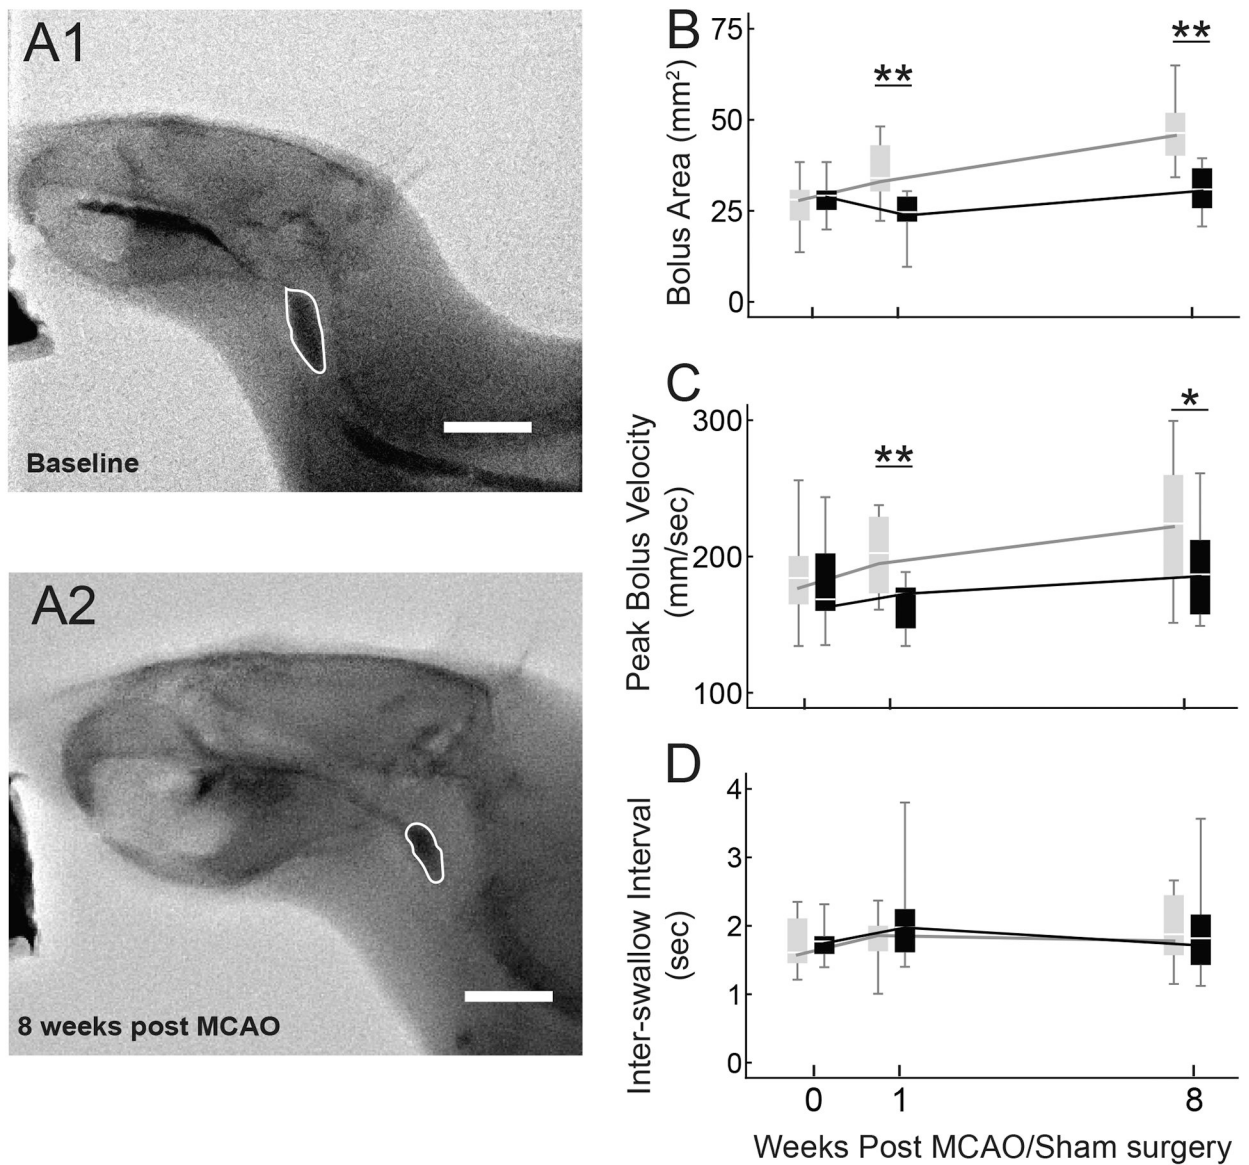 A1
Baseline
A2
8 weeks post MCAO
B
Bolus Area (mm²)
75
50
25
0
**
**
C
Peak Bolus Velocity
(mm/sec)
300
200
100
**
*
D
Inter-swallow Interval
(sec)
4
3
2
1
0
0 1 8
Weeks Post MCAO/Sham surgery